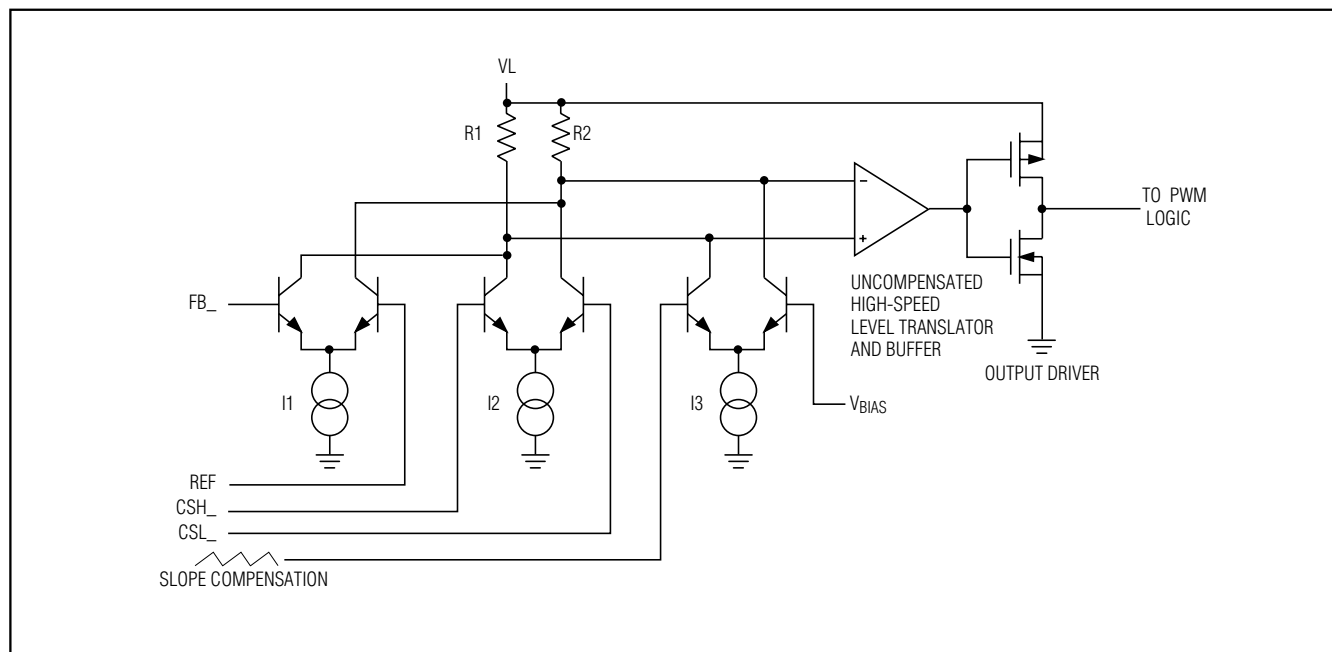 VL
R1
R2
TO PWM
LOGIC
FB_
UNCOMPENSATED
HIGH-SPEED
LEVEL TRANSLATOR
AND BUFFER
OUTPUT DRIVER
I1
I2
I3
VBIAS
REF
CSH_
CSL_
SLOPE COMPENSATION